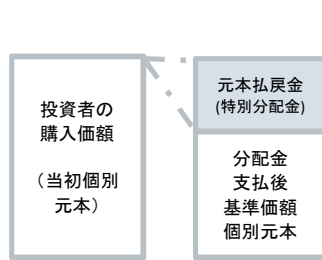 投資者の
購入価額
（当初個別
元本）
元本払戻金
(特別分配金)
分配金
支払後
基準価額
個別元本